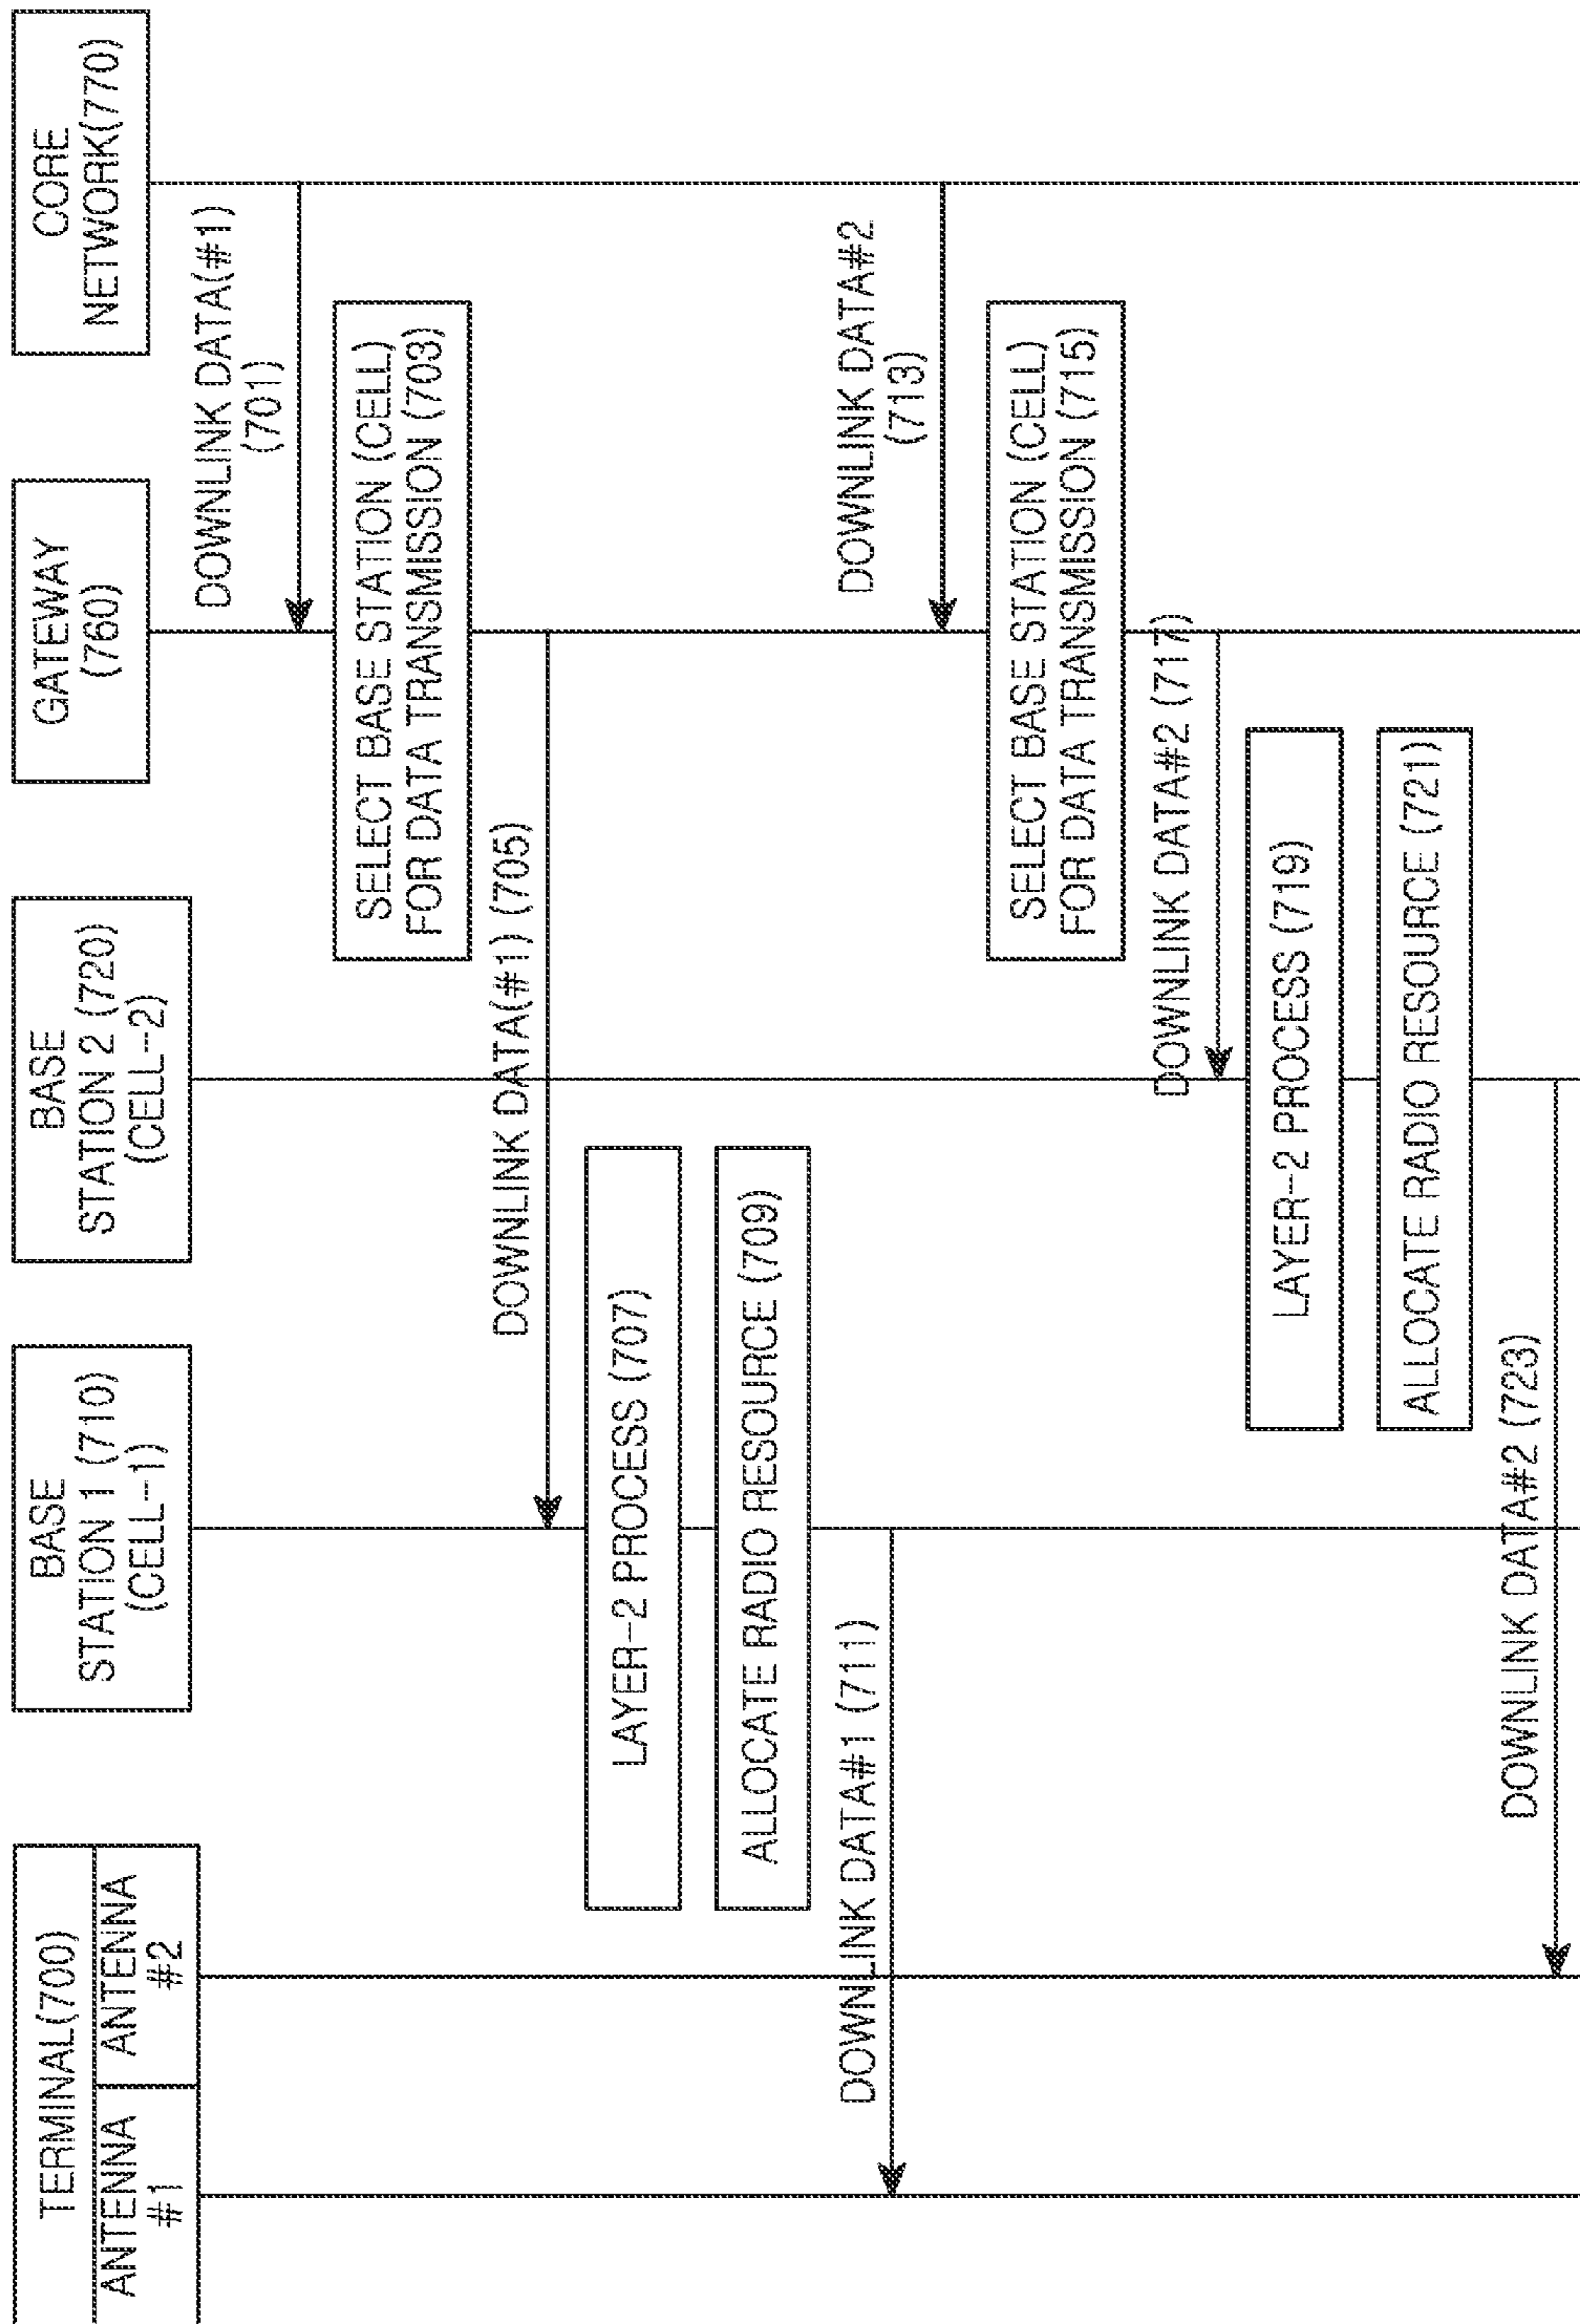 TERMINAL(700)
ANTENNA
#1
ANTENNA
#2
BASE
STATION 1 (710)
(CELL-1)
BASE
STATION 2 (720)
(CELL-2)
GATEWAY
(760)
CORE
NETWORK(770)
DOWNLINK DATA(#1)
(701)
SELECT BASE STATION (CELL)
FOR DATA TRANSMISSION (703)
DOWNLINK DATA(#1) (705)
LAYER-2 PROCESS (707)
ALLOCATE RADIO RESOURCE (709)
DOWNLINK DATA#1 (711)
DOWNLINK DATA#2
(713)
SELECT BASE STATION (CELL)
FOR DATA TRANSMISSION (715)
DOWNLINK DATA#2 (717)
LAYER-2 PROCESS (719)
ALLOCATE RADIO RESOURCE (721)
DOWNLINK DATA#2 (723)